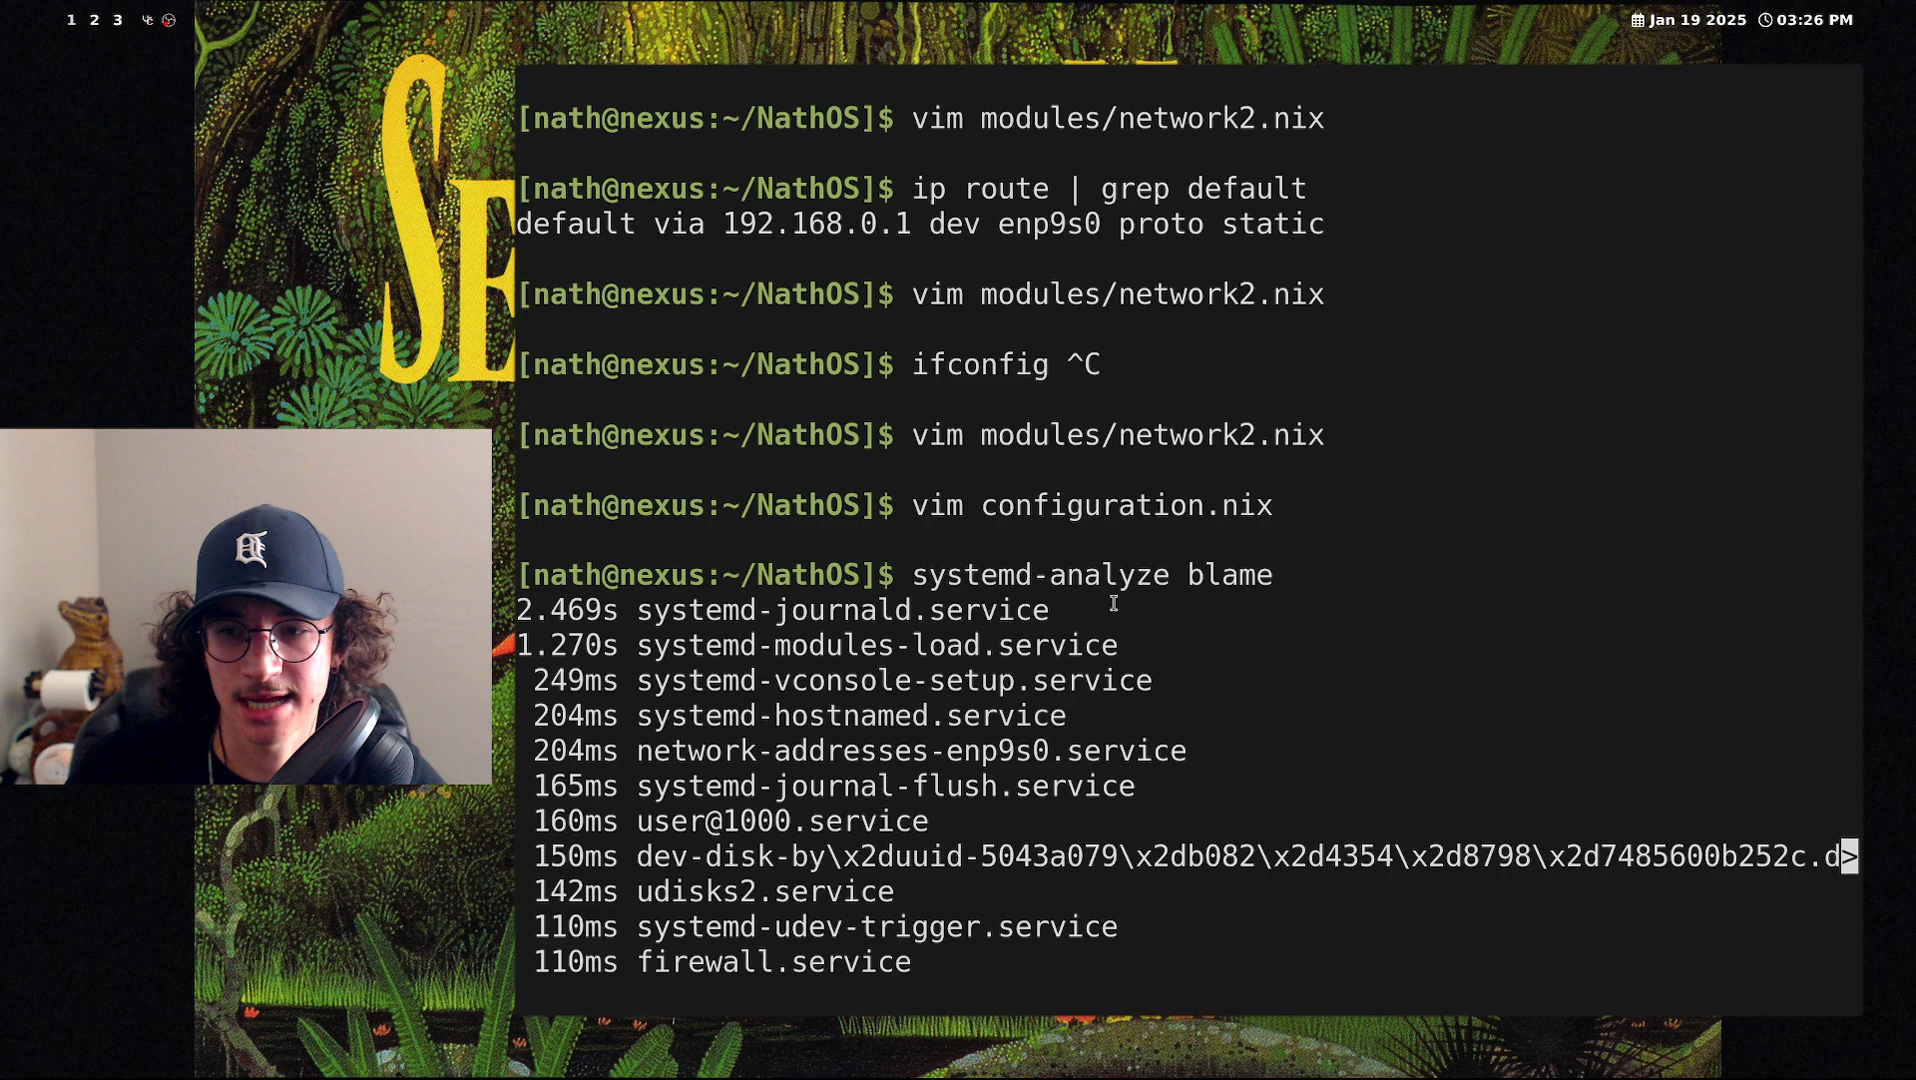 1 2 3
Jan 19 2025 03:26 PM
SE
[nath@nexus:~/NathOS]$ vim modules/network2.nix
[nath@nexus:~/NathOS]$ ip route | grep default
default via 192.168.0.1 dev enp9s0 proto static
[nath@nexus:~/NathOS]$ vim modules/network2.nix
[nath@nexus:~/NathOS]$ ifconfig ^C
[nath@nexus:~/NathOS]$ vim modules/network2.nix
[nath@nexus:~/NathOS]$ vim configuration.nix
[nath@nexus:~/NathOS]$ systemd-analyze blame
2.469s systemd-journald.service
1.270s systemd-modules-load.service
249ms systemd-vconsole-setup.service
204ms systemd-hostnamed.service
204ms network-addresses-enp9s0.service
165ms systemd-journal-flush.service
160ms user@1000.service
150ms dev-disk-by\x2duuid-5043a079\x2db082\x2d4354\x2d8798\x2d7485600b252c.d>
142ms udisks2.service
110ms systemd-udev-trigger.service
110ms firewall.service